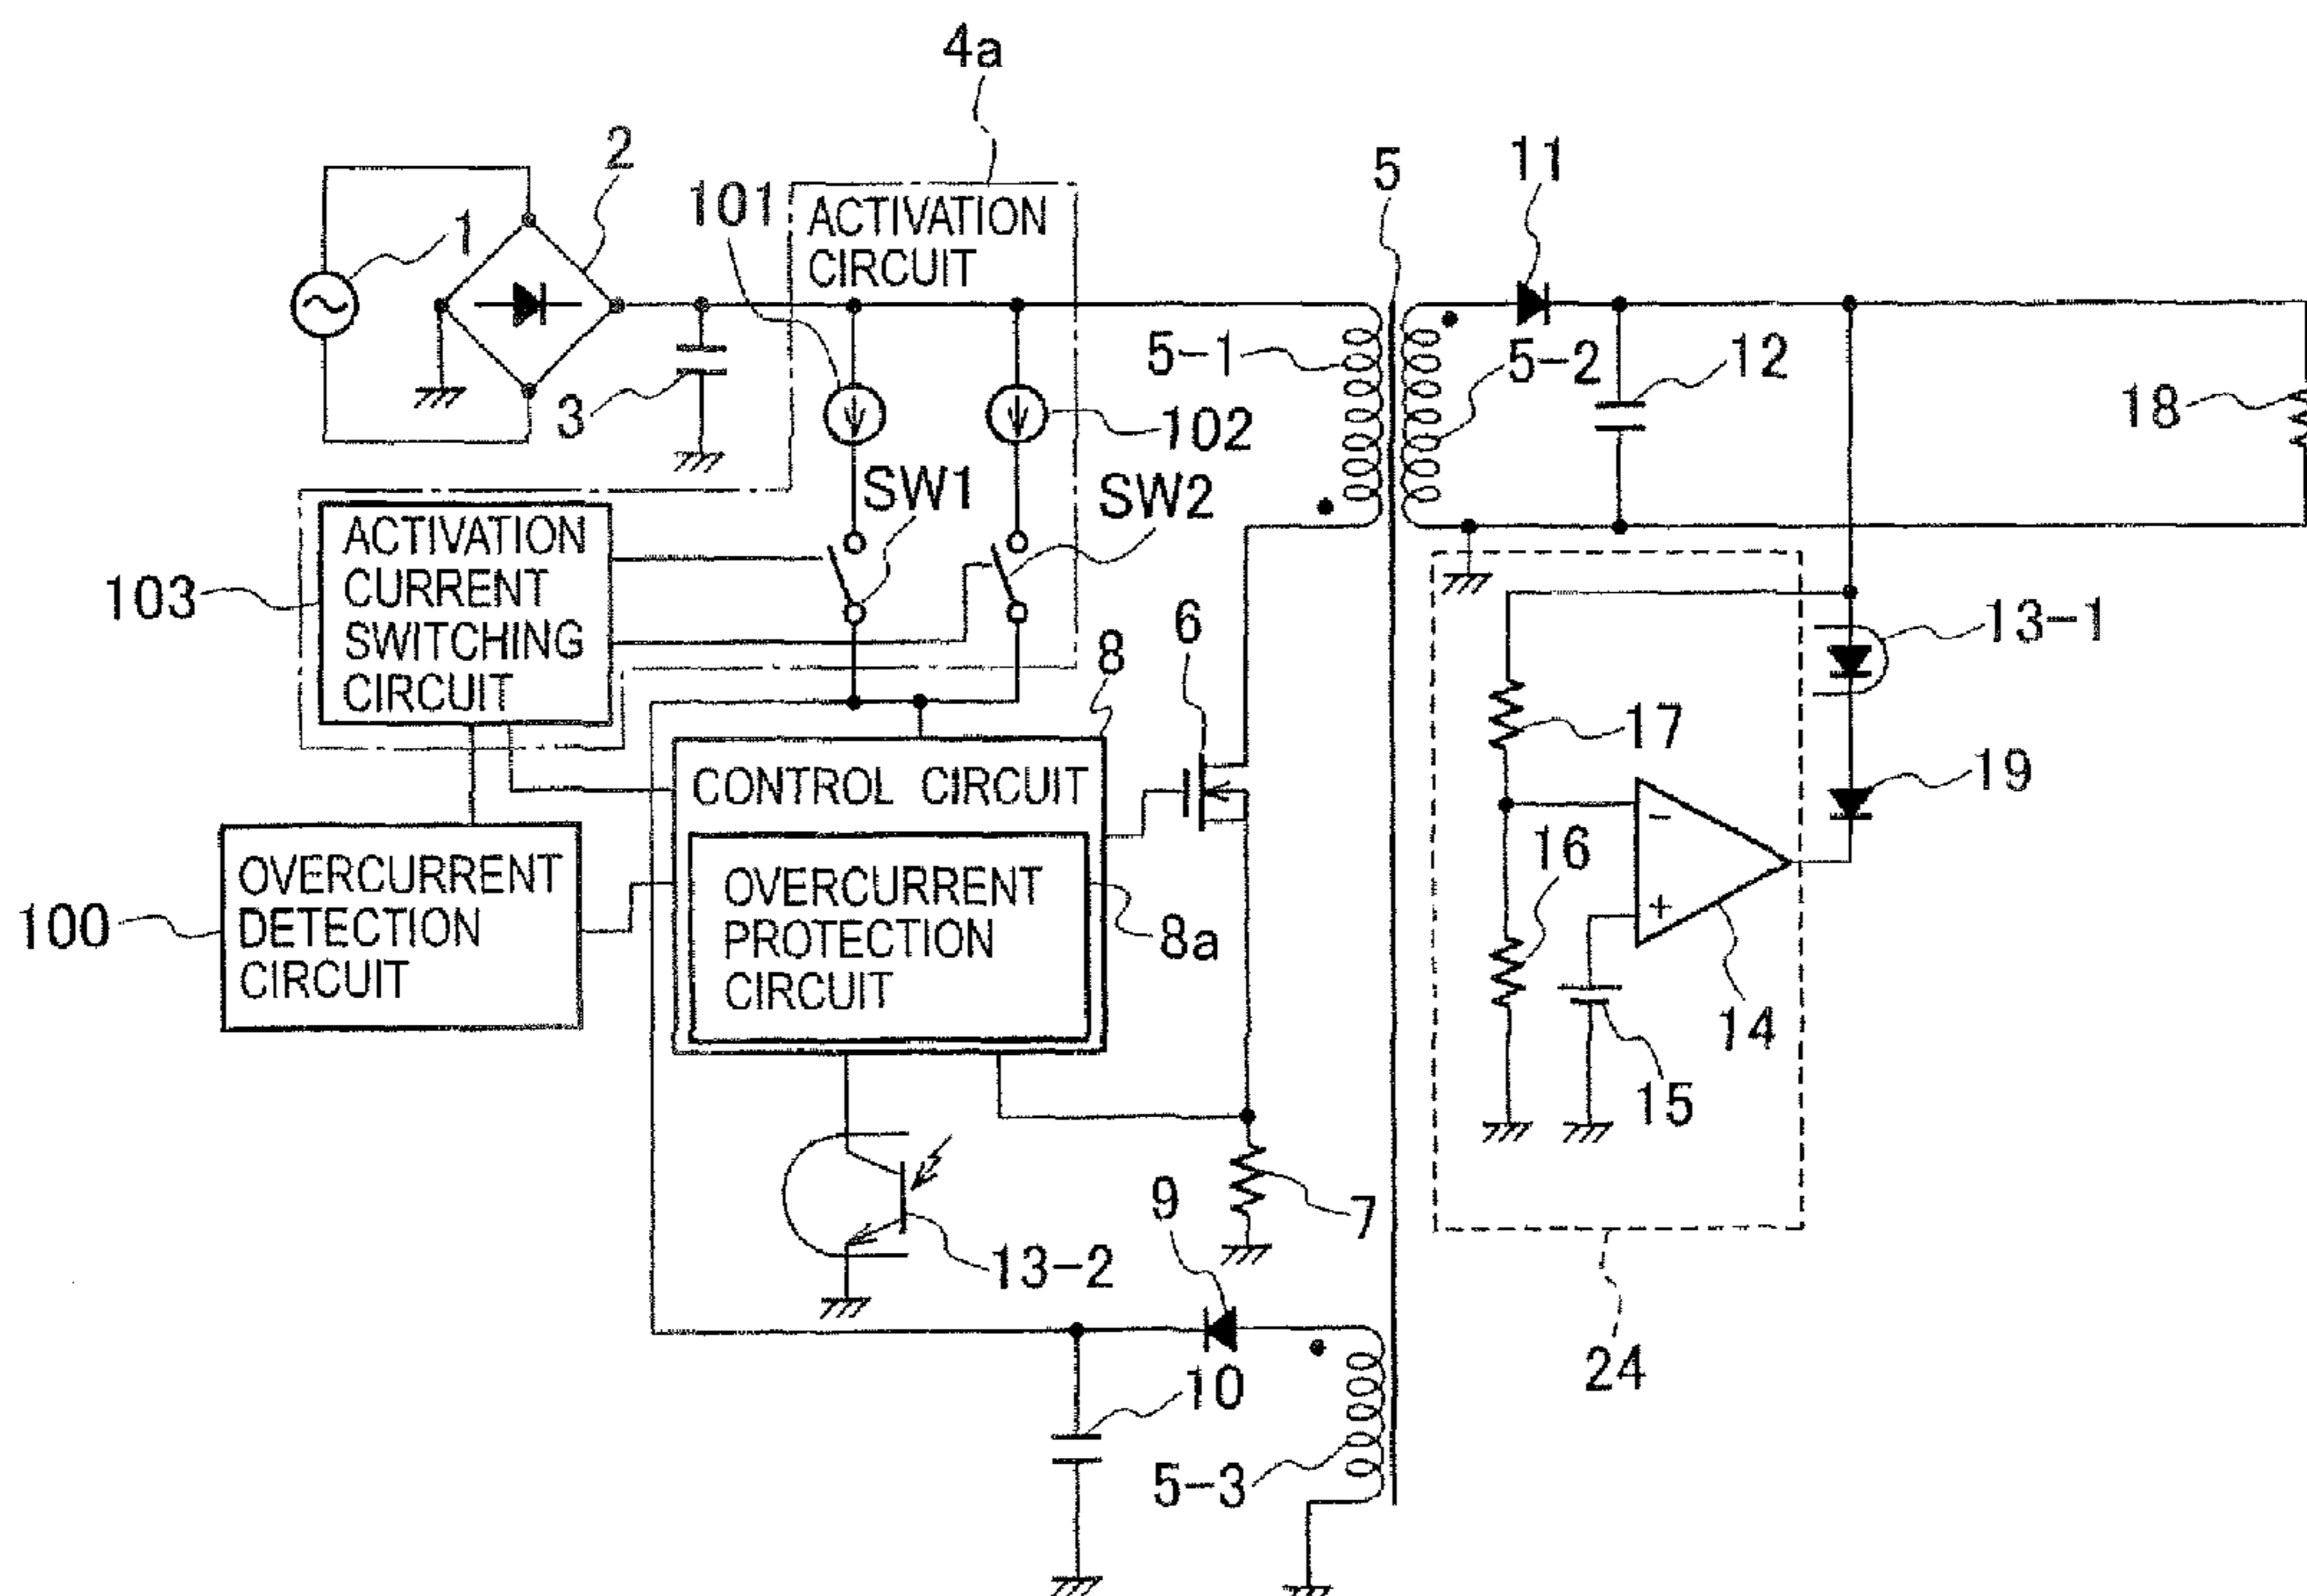 4a
2
101
ACTIVATION
CIRCUIT
5
11
1
3
102
5-1
5-2
12
18
SW1
SW2
ACTIVATION
CURRENT
SWITCHING
CIRCUIT
103
8
6
13-1
17
19
CONTROL CIRCUIT
OVERCURRENT
PROTECTION
CIRCUIT
8a
OVERCURRENT
DETECTION
CIRCUIT
100
16
−
+
14
15
7
13-2
9
10
5-3
24